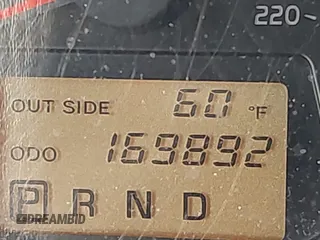 220-
OUT SIDE 60 °F
ODO 169892
P R N D
DREAMBID